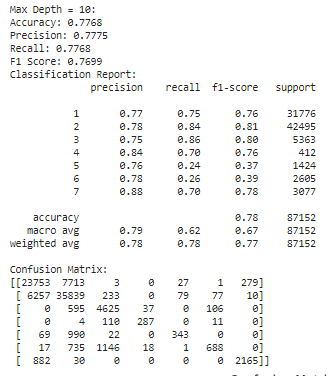 Max Depth = 10:
Accuracy: 0.7768
Precision: 0.7775
Recall: 0.7768
F1 Score: 0.7699
Classification Report:
precision recall f1-score support
1 0.77 0.75 0.76 31776
2 0.78 0.84 0.81 42495
3 0.75 0.86 0.80 5363
4 0.84 0.70 0.76 412
5 0.76 0.24 0.37 1424
6 0.78 0.26 0.39 2605
7 0.88 0.70 0.78 3077
accuracy 0.78 87152
macro avg 0.79 0.62 0.67 87152
weighted avg 0.78 0.78 0.77 87152
Confusion Matrix:
[[23753 7713 3 0 27 1 279]
[ 6257 35839 233 0 79 77 10]
[ 0 595 4625 37 0 106 0]
[ 0 4 110 287 0 11 0]
[ 69 990 22 0 343 0 0]
[ 17 735 1146 18 1 688 0]
[ 882 30 0 0 0 0 2165]]